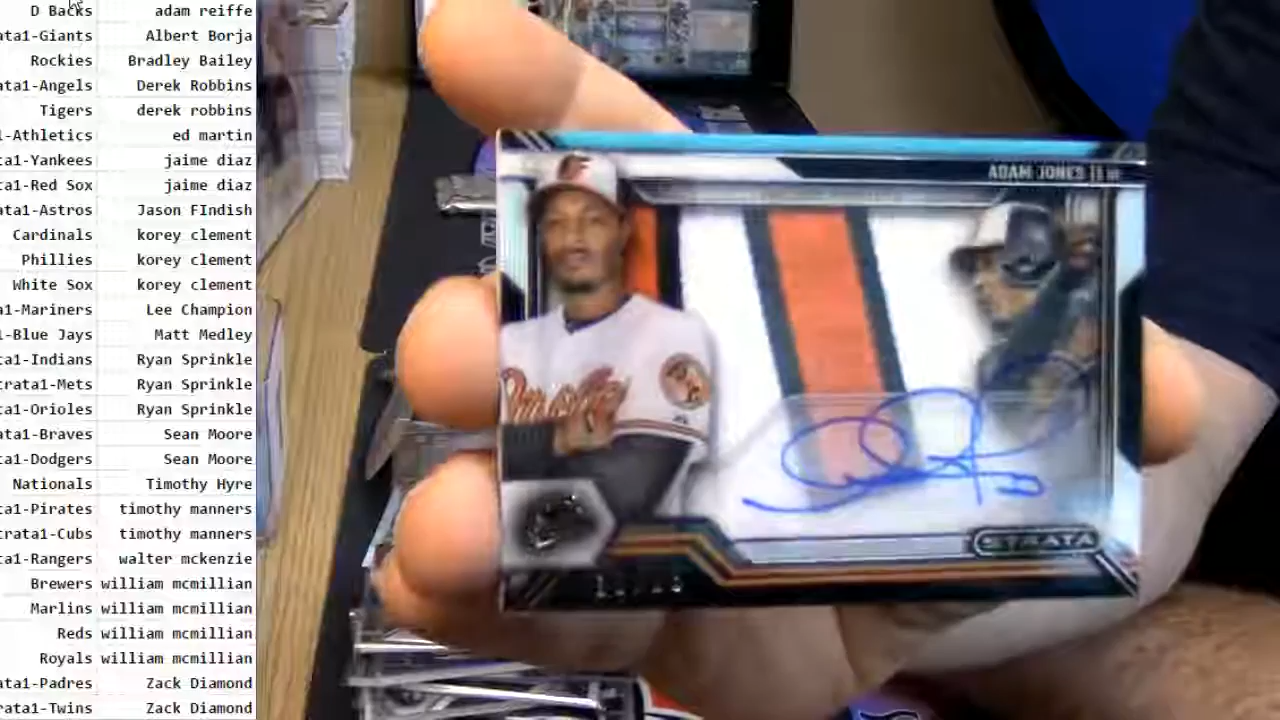 D Backs adam reiffe
ata1-Giants Albert Borja
Rockies Bradley Bailey
ata1-Angels Derek Robbins
Tigers derek robbins
1-Athletics ed martin
ta1-Yankees jaime diaz
ta1-Red Sox jaime diaz
ata1-Astros Jason FIndish
Cardinals korey clement
Phillies korey clement
White Sox korey clement
a1-Mariners Lee Champion
1-Blue Jays Matt Medley
ta1-Indians Ryan Sprinkle
trata1-Mets Ryan Sprinkle
ta1-Orioles Ryan Sprinkle
ata1-Braves Sean Moore
ta1-Dodgers Sean Moore
Nationals Timothy Hyre
a1-Pirates timothy manners
trata1-Cubs timothy manners
ta1-Rangers walter mckenzie
Brewers william mcmillian
Marlins william mcmillian
Reds william mcmillian
Royals william mcmillian
ata1-Padres Zack Diamond
rata1-Twins Zack Diamond
ADAM JONES
Orioles
STRATA